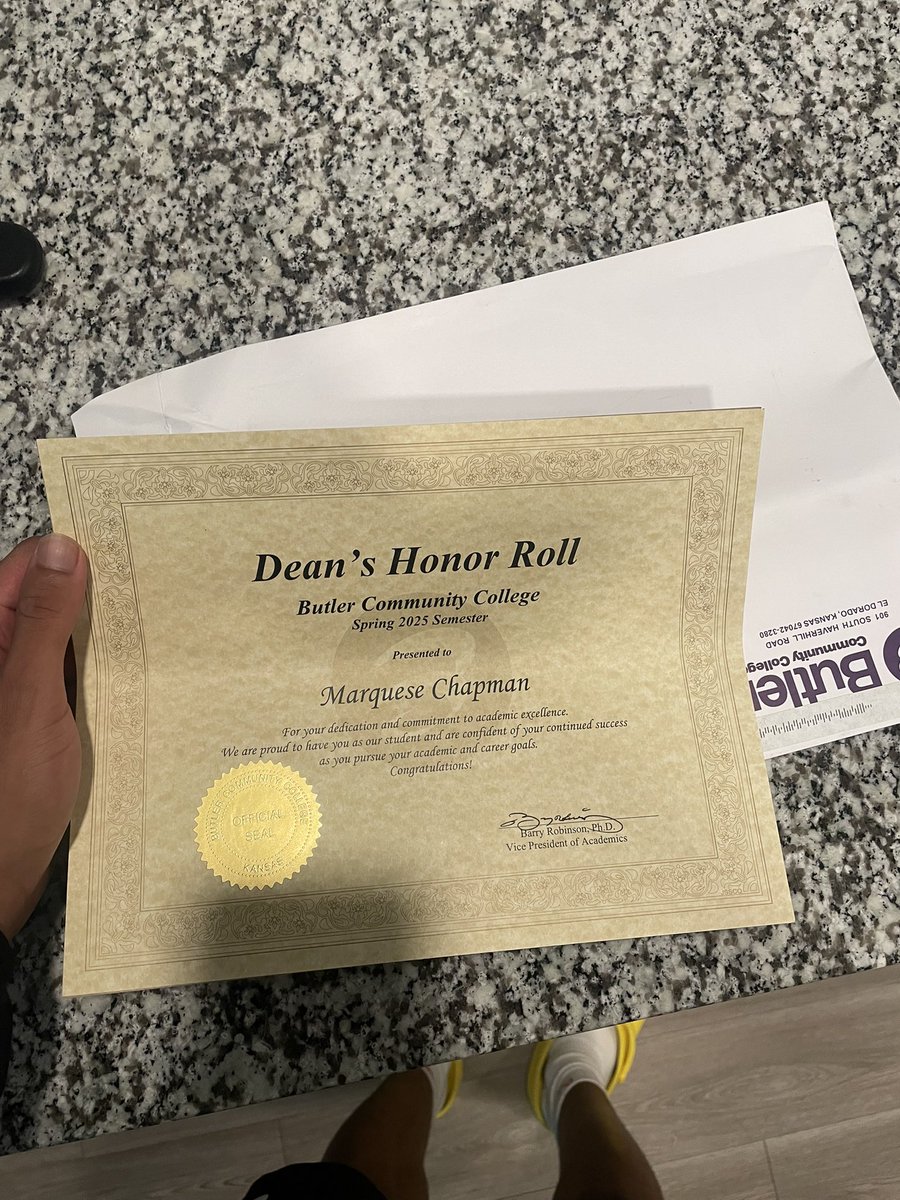 Dean's Honor Roll
Butler Community College
Spring 2025 Semester
Presented to
Marquese Chapman
For your dedication and commitment to academic excellence.
We are proud to have you as our student and are confident of your continued success
as you pursue your academic and career goals.
Congratulations!
BUTLER COMMUNITY COLLEGE
OFFICIAL
SEAL
KANSAS
Barry Robinson, Ph.D.
Vice President of Academics
Butler
Community College
901 SOUTH HAVERHILL ROAD
EL DORADO, KANSAS 67042-3280